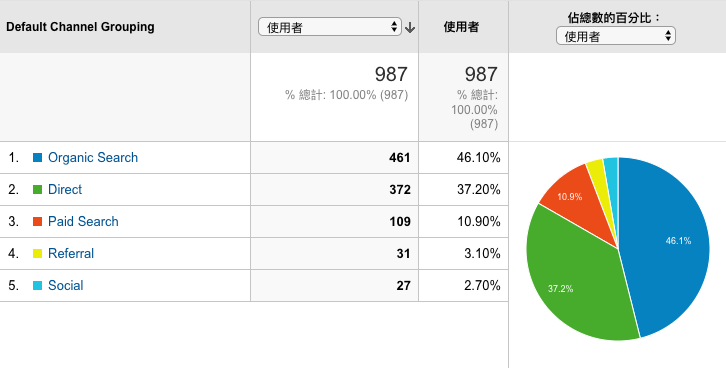 Default Channel Grouping
使用者
使用者
佔總數的百分比：
使用者
987
% 總計: 100.00% (987)
987
% 總計:
100.00%
(987)
1. Organic Search 461 46.10%
2. Direct 372 37.20%
3. Paid Search 109 10.90%
4. Referral 31 3.10%
5. Social 27 2.70%
10.9%
46.1%
37.2%